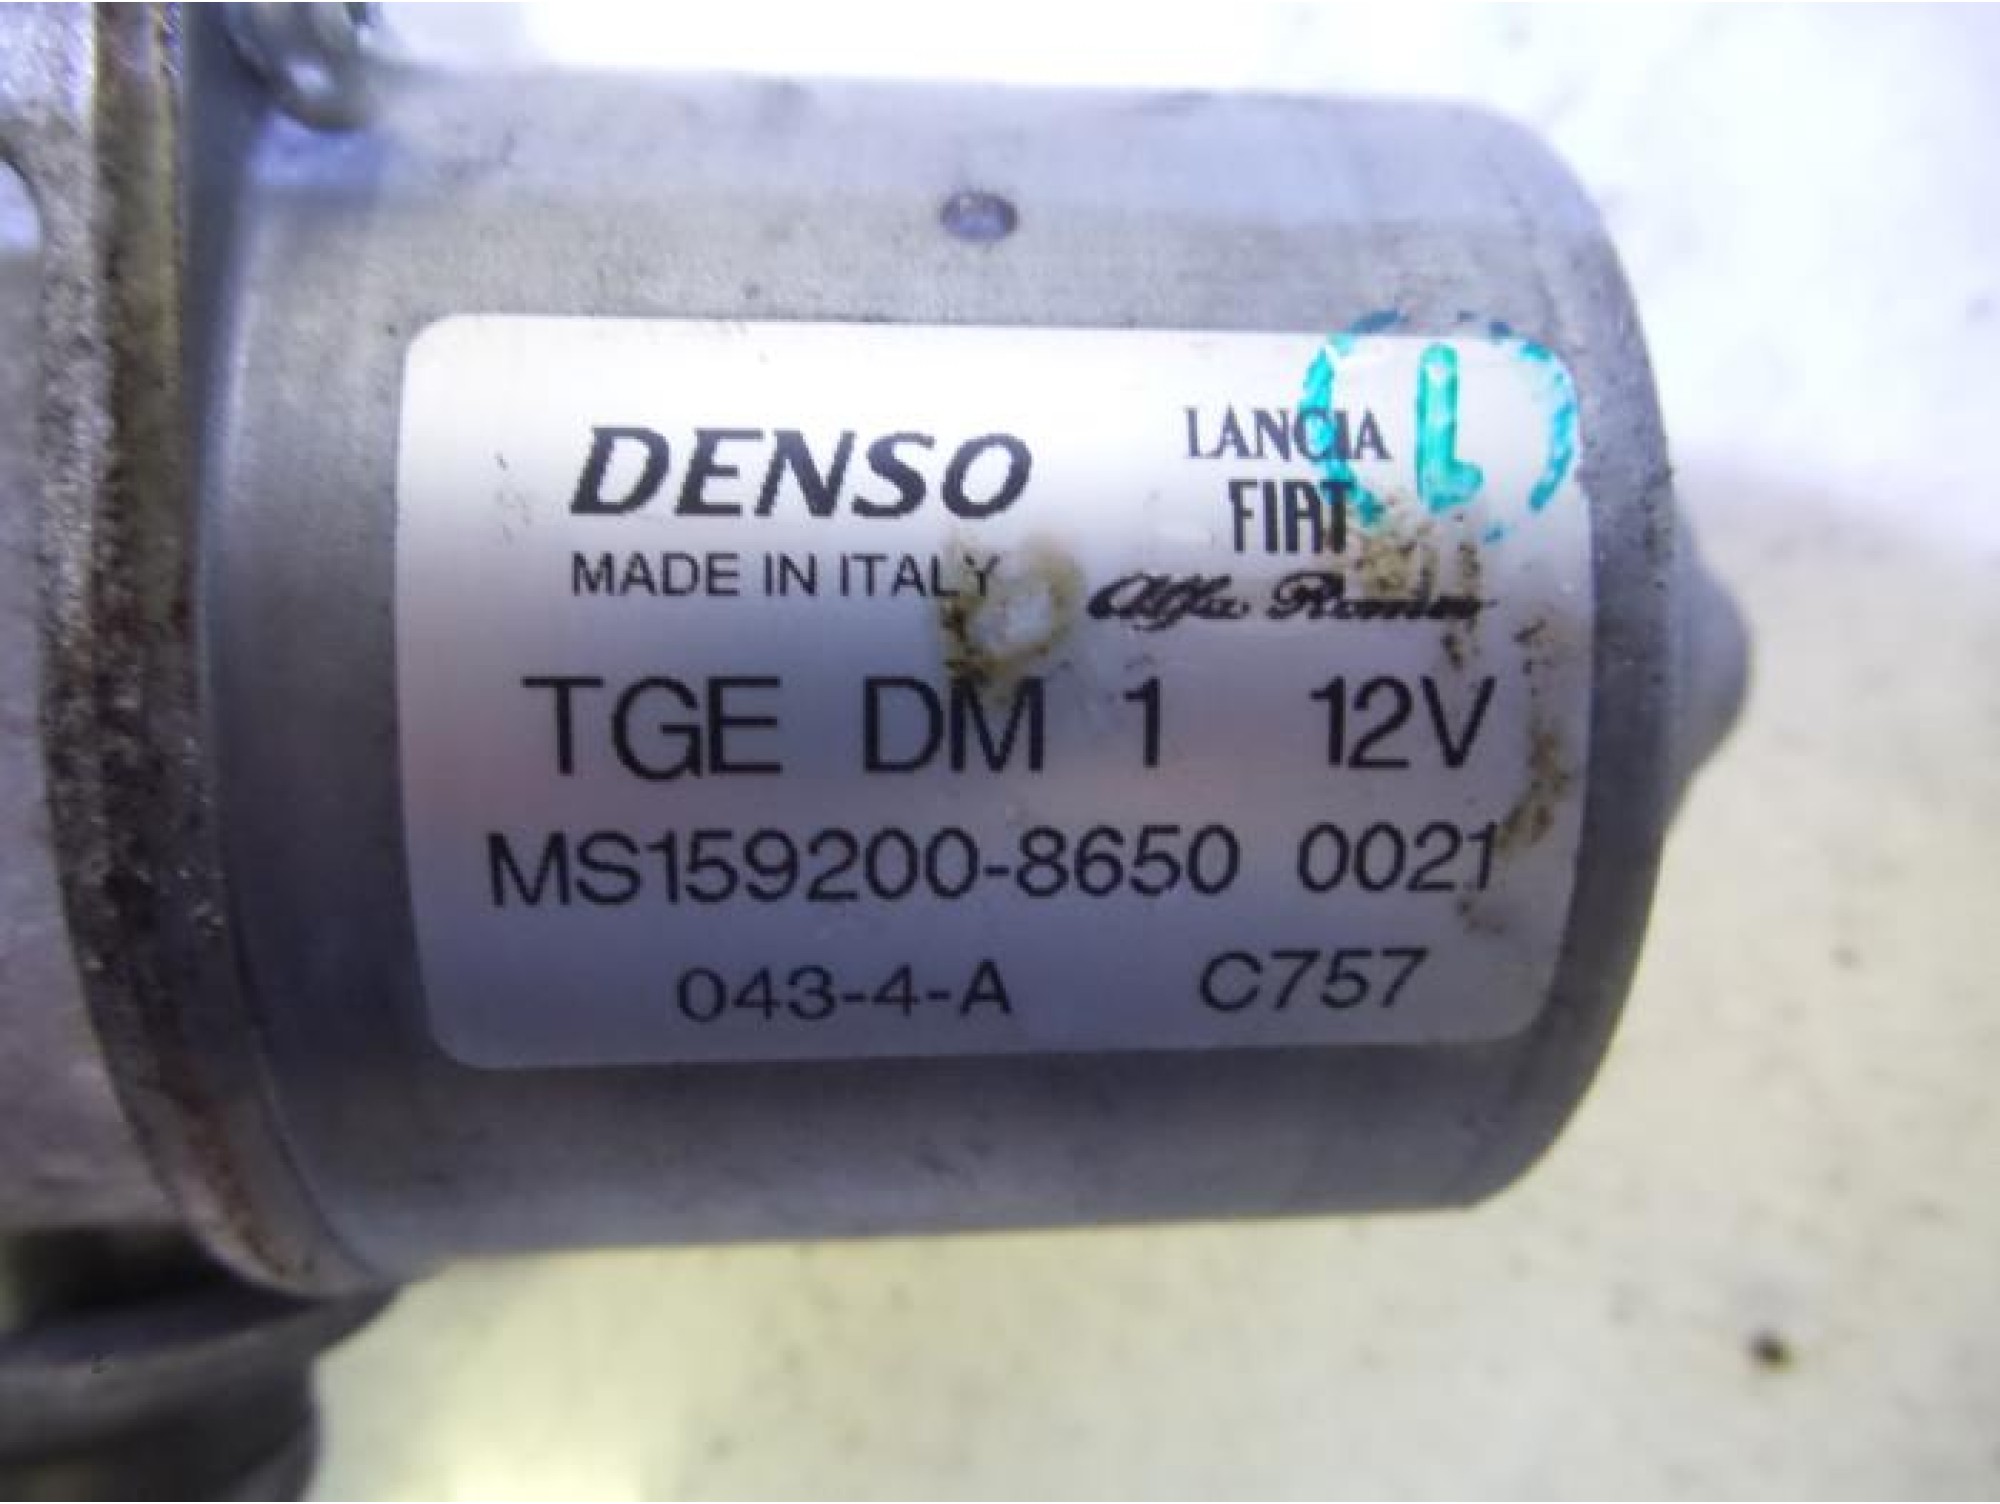 DENSO
LANCIA
L
FIAT
MADE IN ITALY
Alfa Romeo
TGE DM 1 12V
MS159200-8650 0021
043-4-A C757